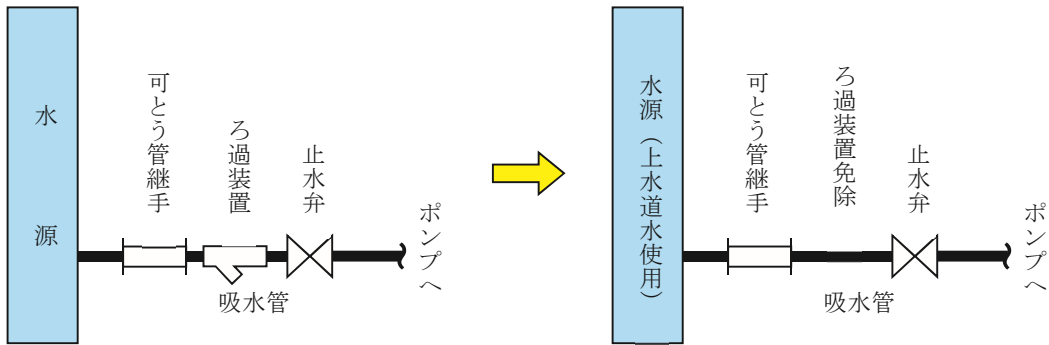 水源
可とう管継手
ろ過装置
止水弁
ポンプへ
吸水管
水源（上水道水使用）
可とう管継手
ろ過装置免除
止水弁
ポンプへ
吸水管